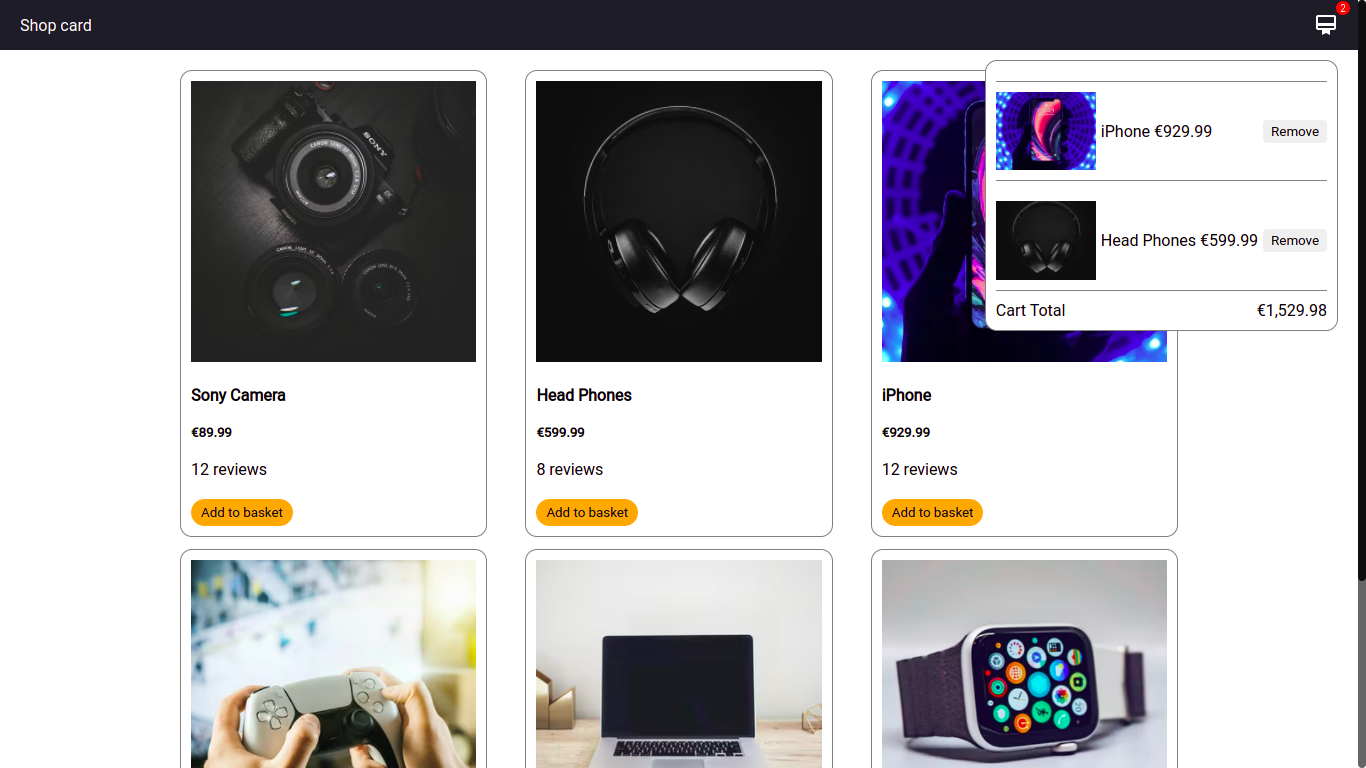 Shop card
2
iPhone €929.99
Remove
Head Phones €599.99
Remove
Cart Total
€1,529.98
SONY
Sony Camera
€89.99
12 reviews
Add to basket
Head Phones
€599.99
8 reviews
Add to basket
iPhone
€929.99
12 reviews
Add to basket